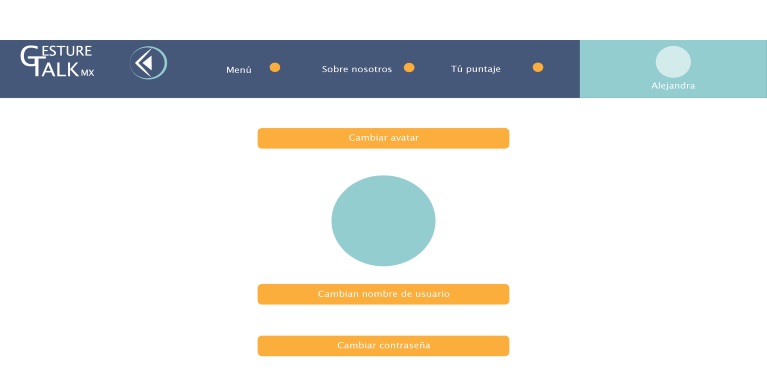 GESTURE
TALK MX
Menú
Sobre nosotros
Tú puntaje
Alejandra
Cambiar avatar
Cambian nombre de usuario
Cambiar contraseña